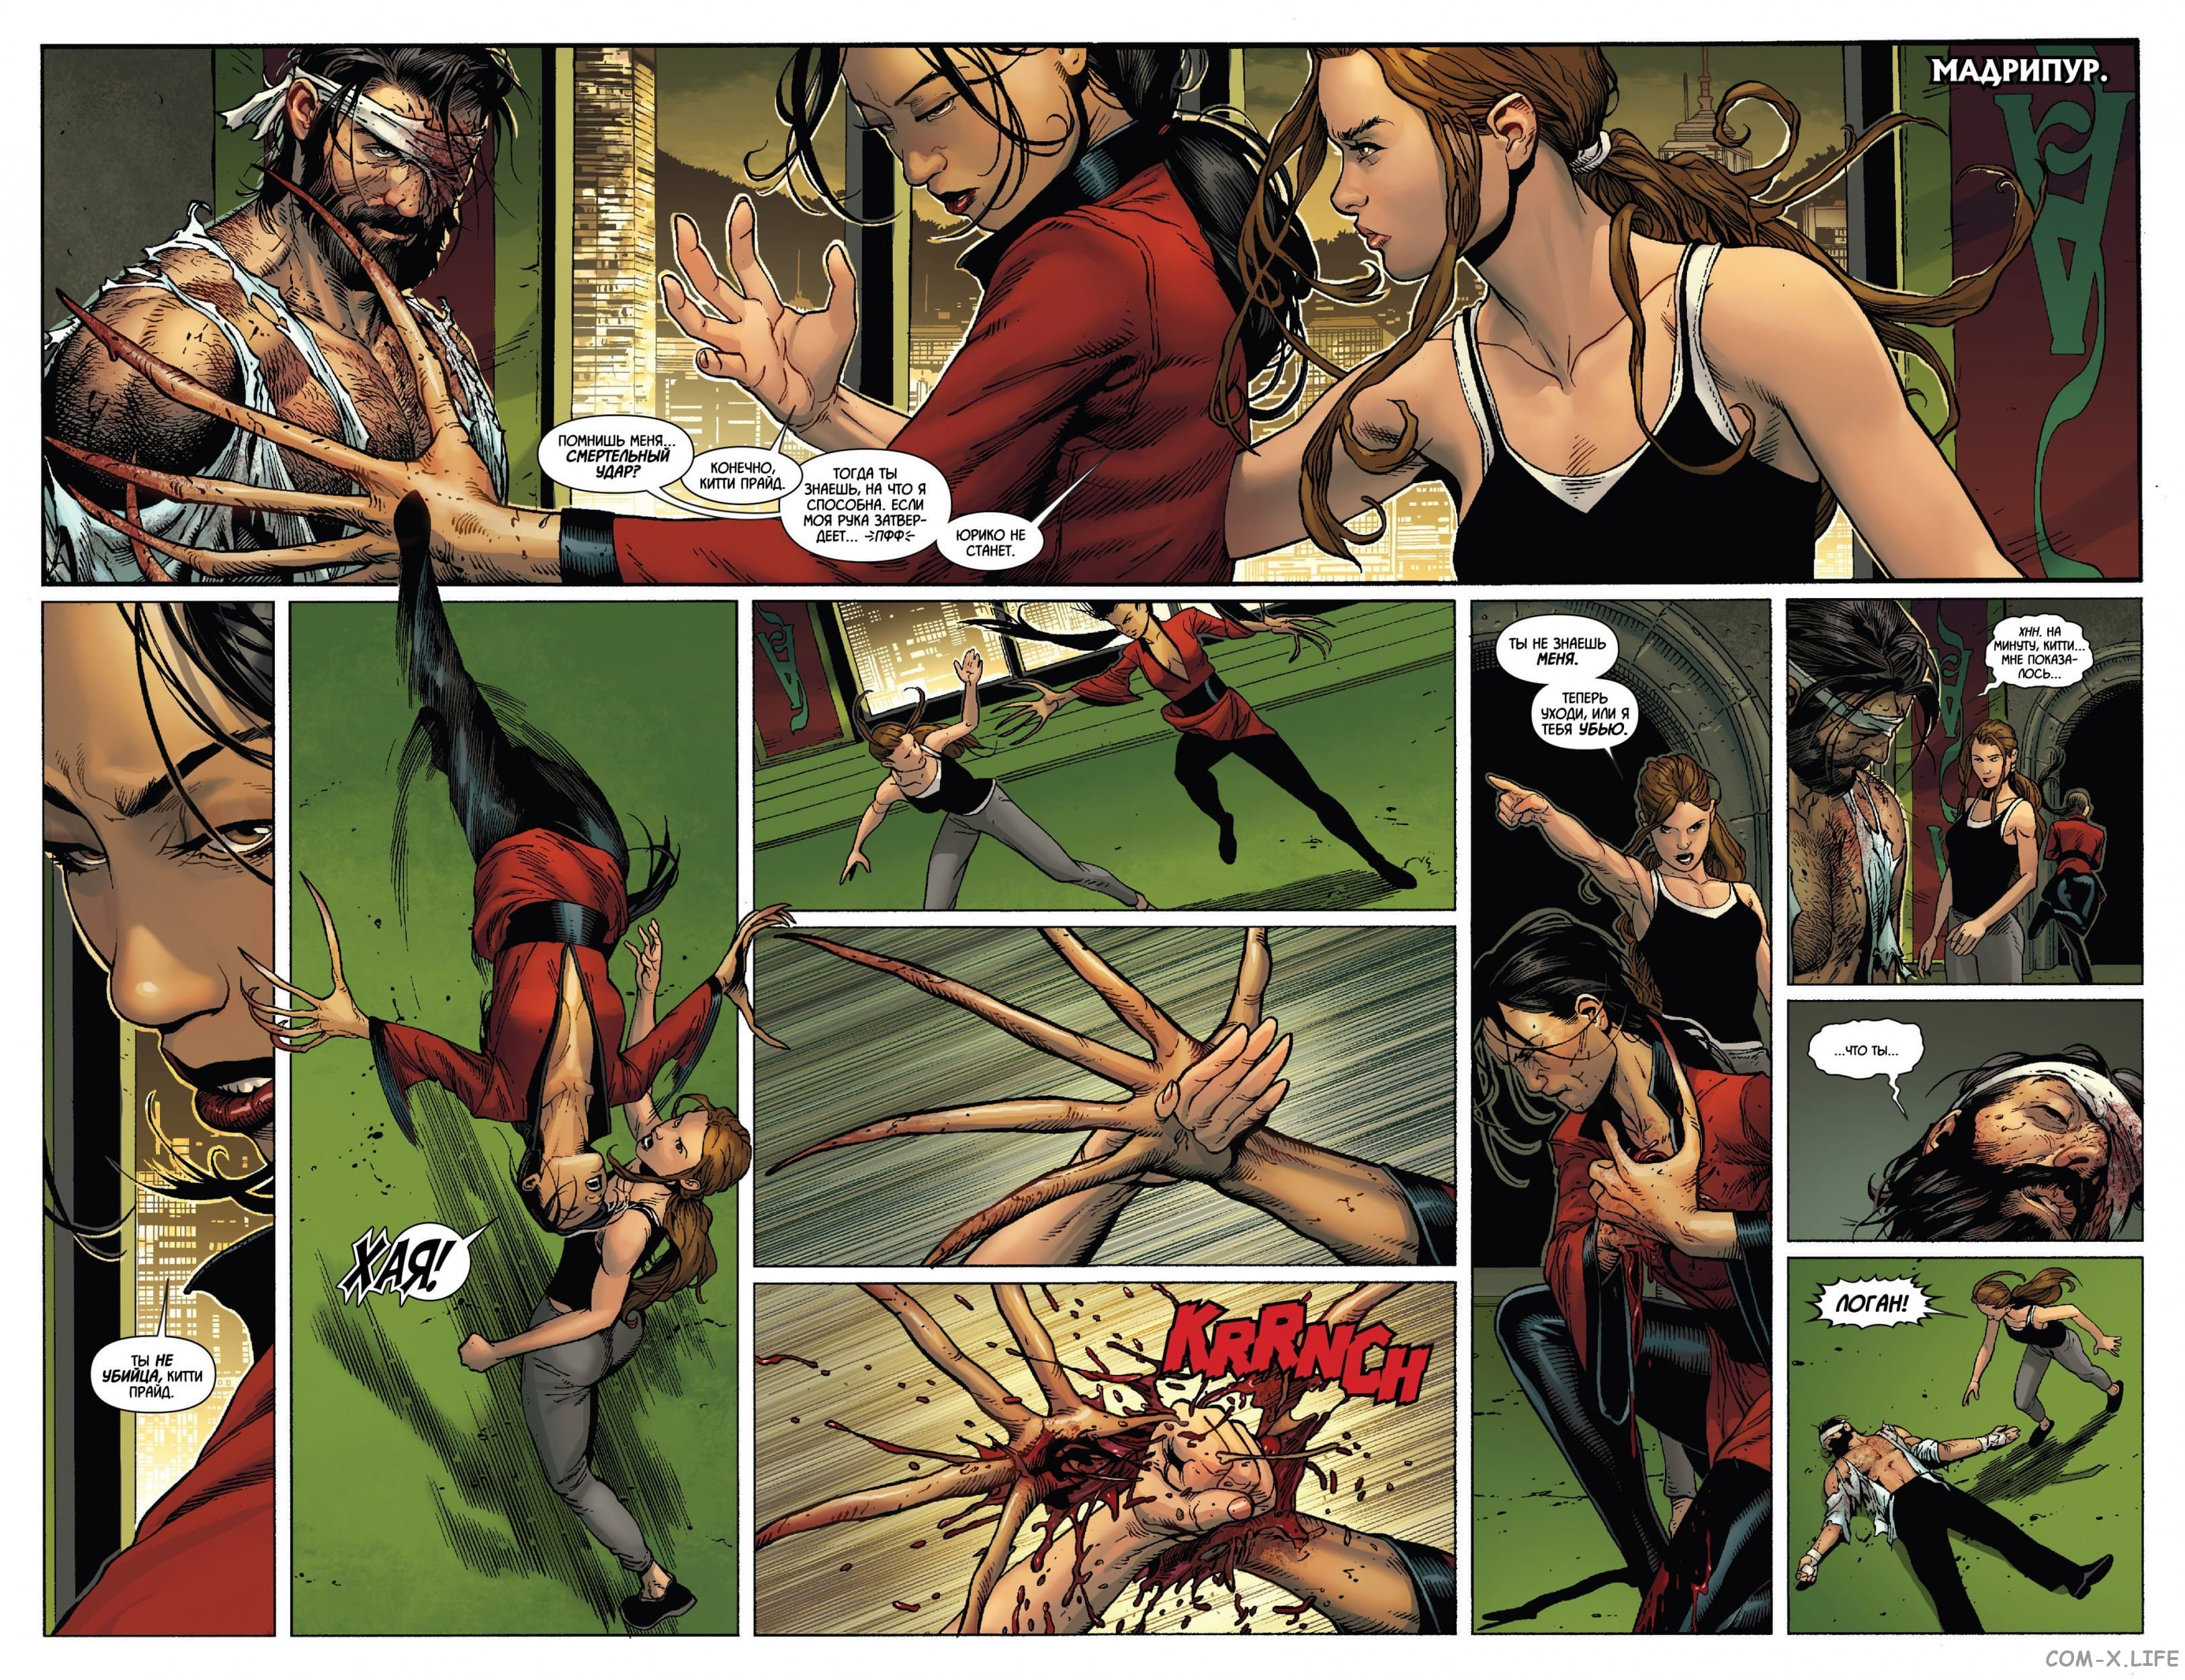 МАДРИПУР.
ПОМНИШЬ МЕНЯ...
СМЕРТЕЛЬНЫЙ
УДАР?
КОНЕЧНО,
КИТТИ ПРАЙД.
ТОГДА ТЫ
ЗНАЕШЬ, НА ЧТО Я
СПОСОБНА. ЕСЛИ
МОЯ РУКА ЗАТВЕР-
ДЕЕТ... ПФФ
ЮРИКО НЕ
СТАНЕТ.
ТЫ НЕ
УБИЙЦА, КИТТИ
ПРАЙД.
ХАЯ!
KRRNCH
ТЫ НЕ ЗНАЕШЬ
МЕНЯ.
ТЕПЕРЬ
УХОДИ, ИЛИ Я
ТЕБЯ УБЬЮ.
ХНН. НА
МИНУТУ, КИТТИ...
МНЕ ПОКАЗА-
ЛОСЬ...
...ЧТО ТЫ...
ЛОГАН!
COM-X.LIFE